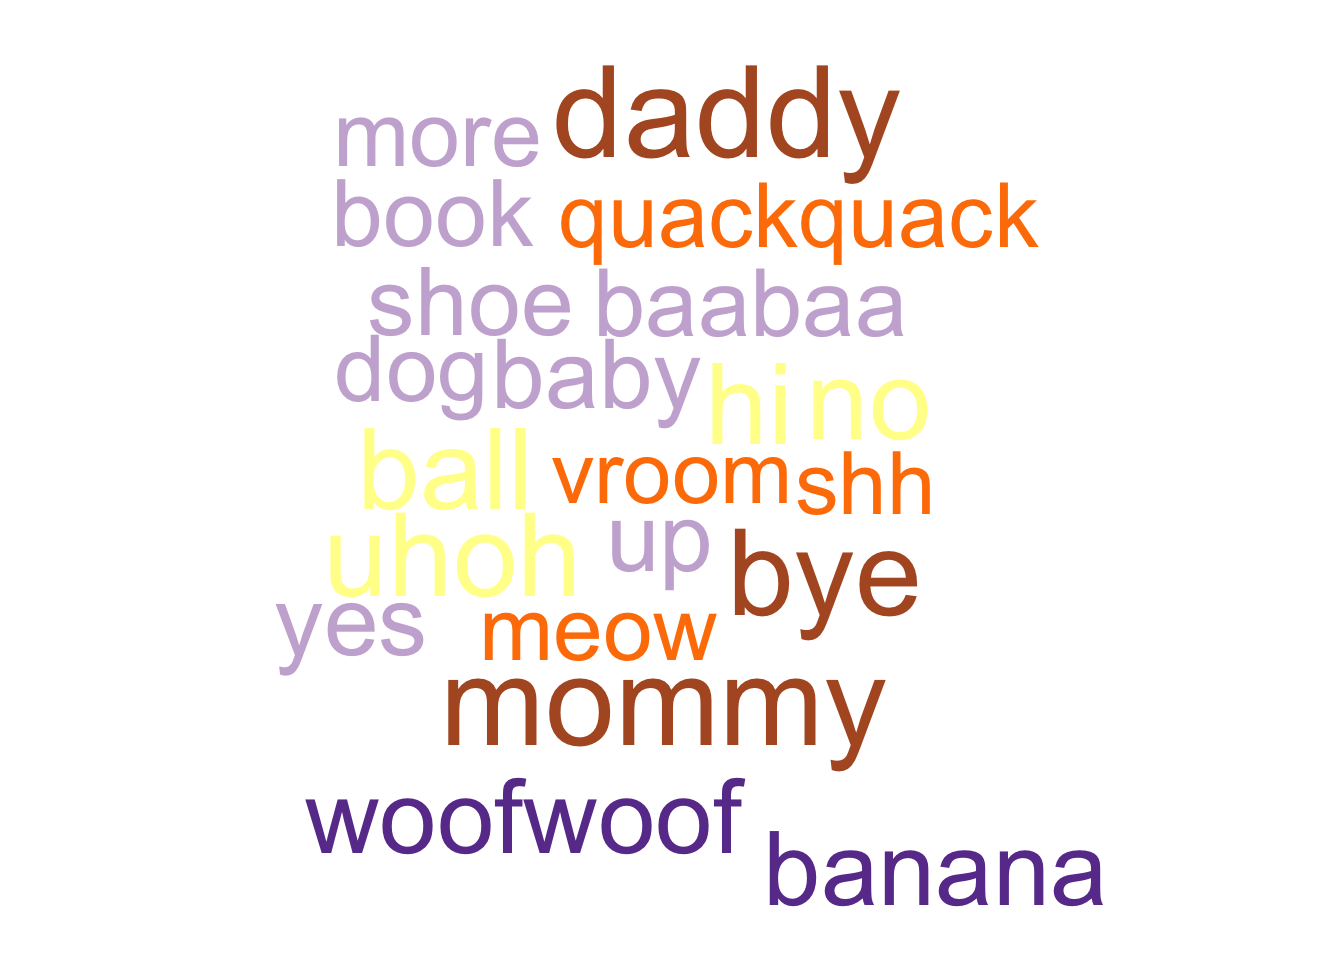 daddy
more
book quackquack
shoe baabaa
dog baby hi no
ball vroom shh
uhoh up bye
yes meow
mommy
woofwoof
banana